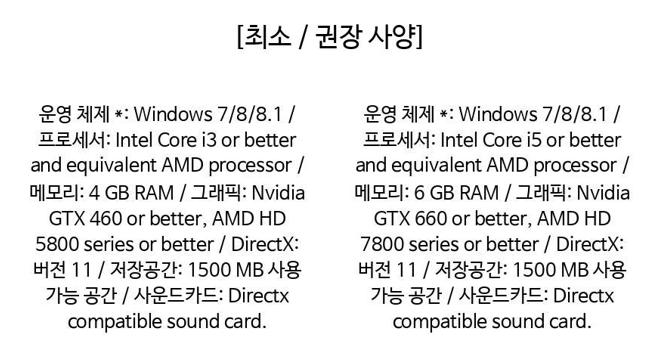 [최소 / 권장 사양]
운영 체제 *: Windows 7/8/8.1 /
프로세서: Intel Core i3 or better
and equivalent AMD processor /
메모리: 4 GB RAM / 그래픽: Nvidia
GTX 460 or better, AMD HD
5800 series or better / DirectX:
버전 11 / 저장공간: 1500 MB 사용
가능 공간 / 사운드카드: Directx
compatible sound card.
운영 체제 *: Windows 7/8/8.1 /
프로세서: Intel Core i5 or better
and equivalent AMD processor /
메모리: 6 GB RAM / 그래픽: Nvidia
GTX 660 or better, AMD HD
7800 series or better / DirectX:
버전 11 / 저장공간: 1500 MB 사용
가능 공간 / 사운드카드: Directx
compatible sound card.